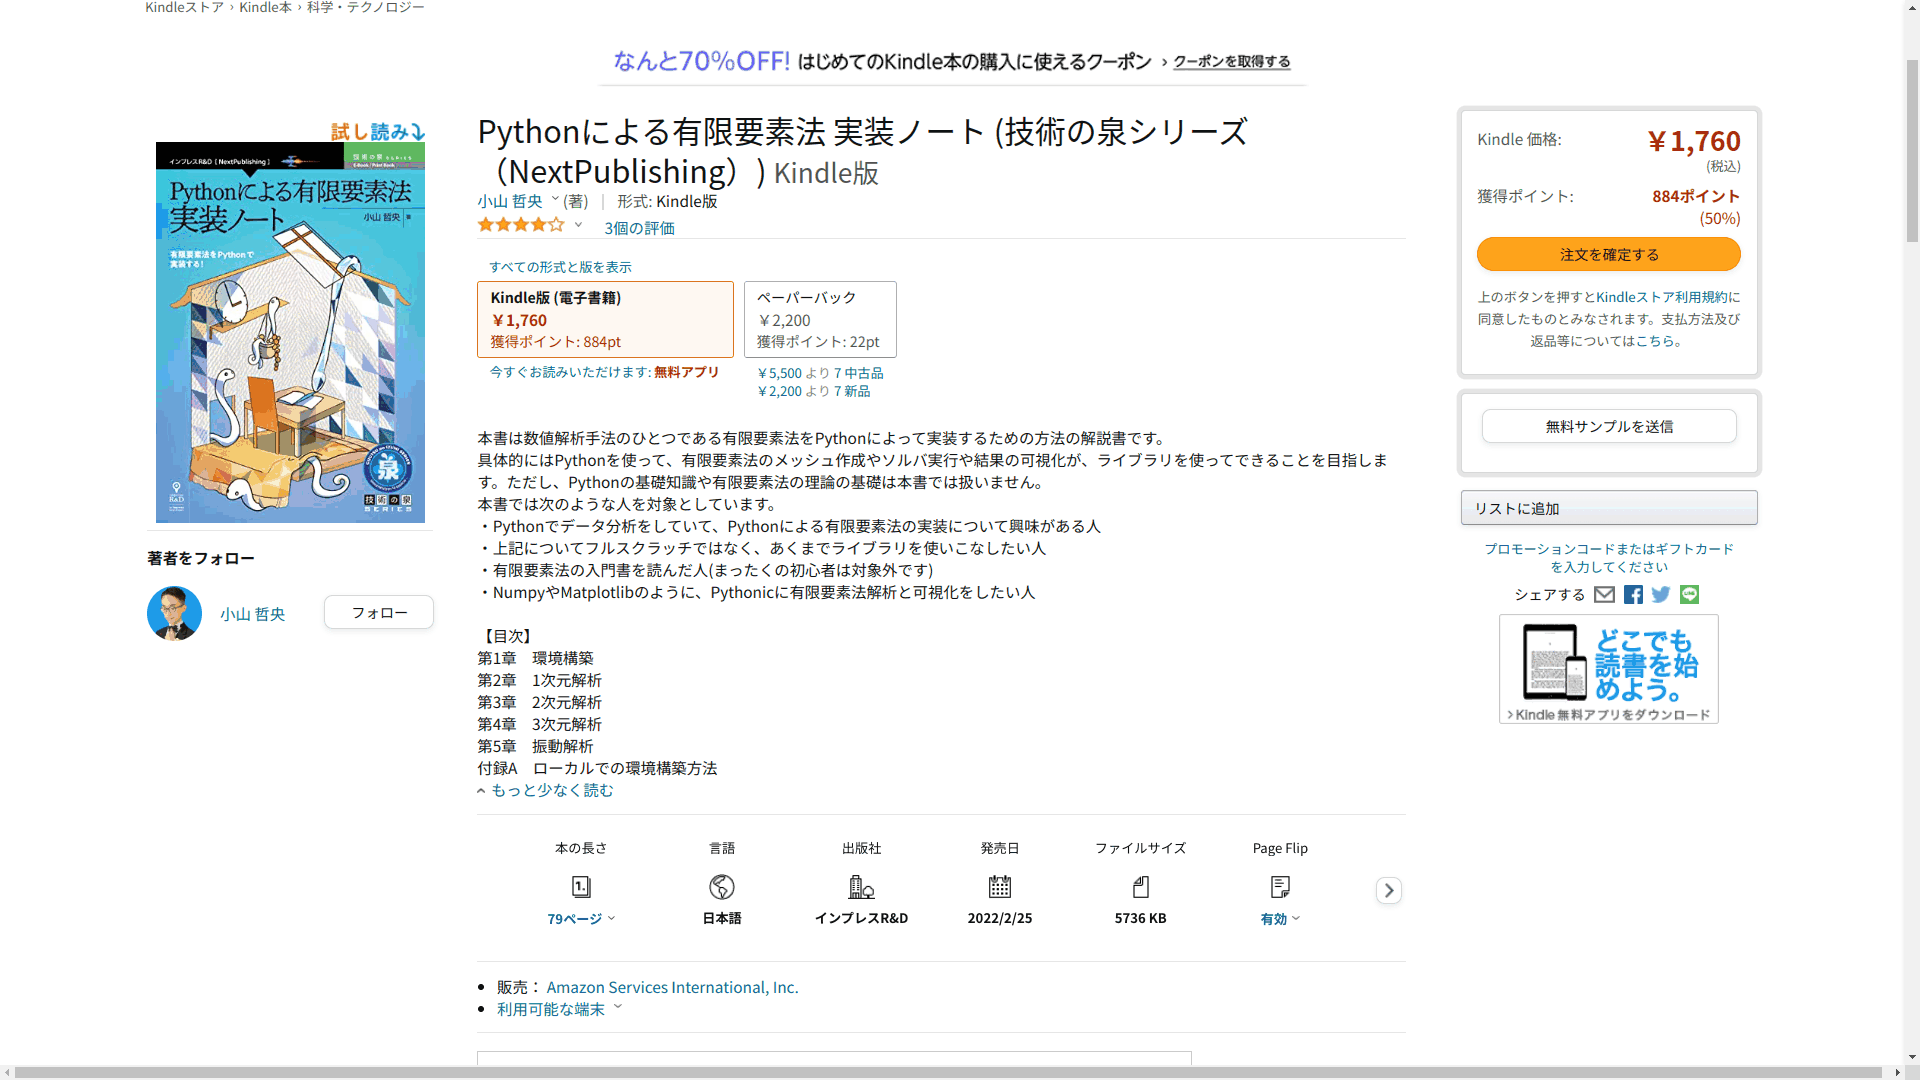 Kindleストア › Kindle本 › 科学・テクノロジー
なんと70%OFF! はじめてのKindle本の購入に使えるクーポン › クーポンを取得する
試し読み
インプレスR&D [ NextPublishing ]
技術の泉 SERIES
E-Book / Print Book
Pythonによる有限要素法
実装ノート
小山 哲央 著
有限要素法をPythonで
実装する!
泉
技術の泉
SERIES
著者をフォロー
小山 哲央
フォロー
Pythonによる有限要素法 実装ノート (技術の泉シリーズ
（NextPublishing）) Kindle版
小山 哲央 (著) | 形式: Kindle版
3個の評価
すべての形式と版を表示
Kindle版 (電子書籍)
￥1,760
獲得ポイント: 884pt
今すぐお読みいただけます: 無料アプリ
ペーパーバック
￥2,200
獲得ポイント: 22pt
￥5,500 より 7 中古品
￥2,200 より 7 新品
本書は数値解析手法のひとつである有限要素法をPythonによって実装するための方法の解説書です。
具体的にはPythonを使って、有限要素法のメッシュ作成やソルバ実行や結果の可視化が、ライブラリを使ってできることを目指しま
す。ただし、Pythonの基礎知識や有限要素法の理論の基礎は本書では扱いません。
本書では次のような人を対象としています。
・Pythonでデータ分析をしていて、Pythonによる有限要素法の実装について興味がある人
・上記についてフルスクラッチではなく、あくまでライブラリを使いこなしたい人
・有限要素法の入門書を読んだ人(まったくの初心者は対象外です)
・NumpyやMatplotlibのように、Pythonicに有限要素法解析と可視化をしたい人
【目次】
第1章　環境構築
第2章　1次元解析
第3章　2次元解析
第4章　3次元解析
第5章　振動解析
付録A　ローカルでの環境構築方法
もっと少なく読む
本の長さ
79ページ
言語
日本語
出版社
インプレスR&D
発売日
2022/2/25
ファイルサイズ
5736 KB
Page Flip
有効
販売： Amazon Services International, Inc.
利用可能な端末
Kindle 価格: ￥1,760
(税込)
獲得ポイント: 884ポイント
(50%)
注文を確定する
上のボタンを押すとKindleストア利用規約に
同意したものとみなされます。支払方法及び
返品等についてはこちら。
無料サンプルを送信
リストに追加
プロモーションコードまたはギフトカード
を入力してください
シェアする
どこでも
読書を始
めよう。
›Kindle 無料アプリをダウンロード